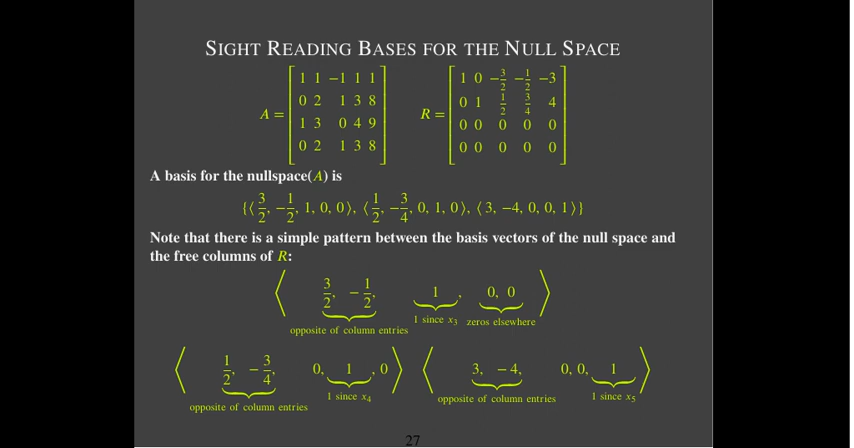 SIGHT READING BASES FOR THE NULL SPACE
A = [ 1 1 −1 1 1 ; 0 2 1 3 8 ; 1 3 0 4 9 ; 0 2 1 3 8 ] R = [ 1 0 −3/2 −1/2 −3 ; 0 1 1/2 3/4 4 ; 0 0 0 0 0 ; 0 0 0 0 0 ]
A basis for the nullspace(A) is
{⟨3/2, −1/2, 1, 0, 0⟩, ⟨1/2, −3/4, 0, 1, 0⟩, ⟨3, −4, 0, 0, 1⟩}
Note that there is a simple pattern between the basis vectors of the null space and
the free columns of R:
⟨ 3/2, −1/2, 1, 0, 0 ⟩
opposite of column entries 1 since x₃ zeros elsewhere
⟨ 1/2, −3/4, 0, 1, 0 ⟩ ⟨ 3, −4, 0, 0, 1 ⟩
opposite of column entries 1 since x₄ opposite of column entries 1 since x₅
27